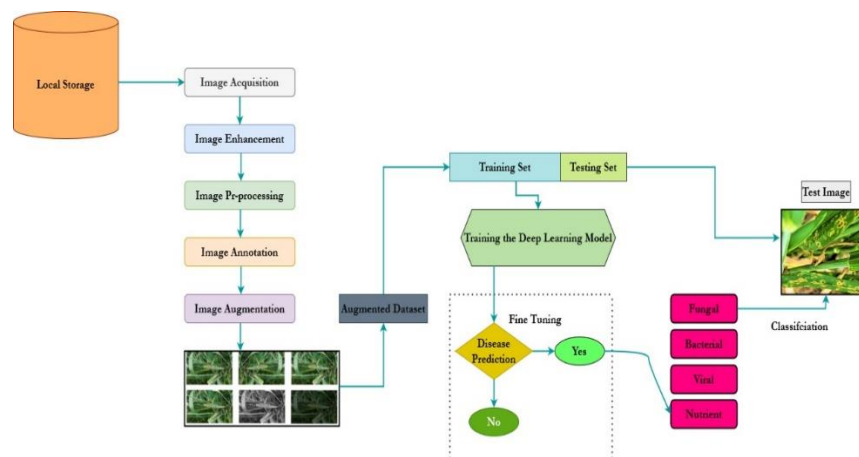 Local Storage
Image Acquisition
Image Enhancement
Image Pr-processing
Image Annotation
Image Augmentation
Augmented Dataset
Training Set
Testing Set
Training the Deep Learning Model
Fine Tuning
Disease
Prediction
Yes
No
Fungal
Bacterial
Viral
Nutrient
Test Image
Classifciation